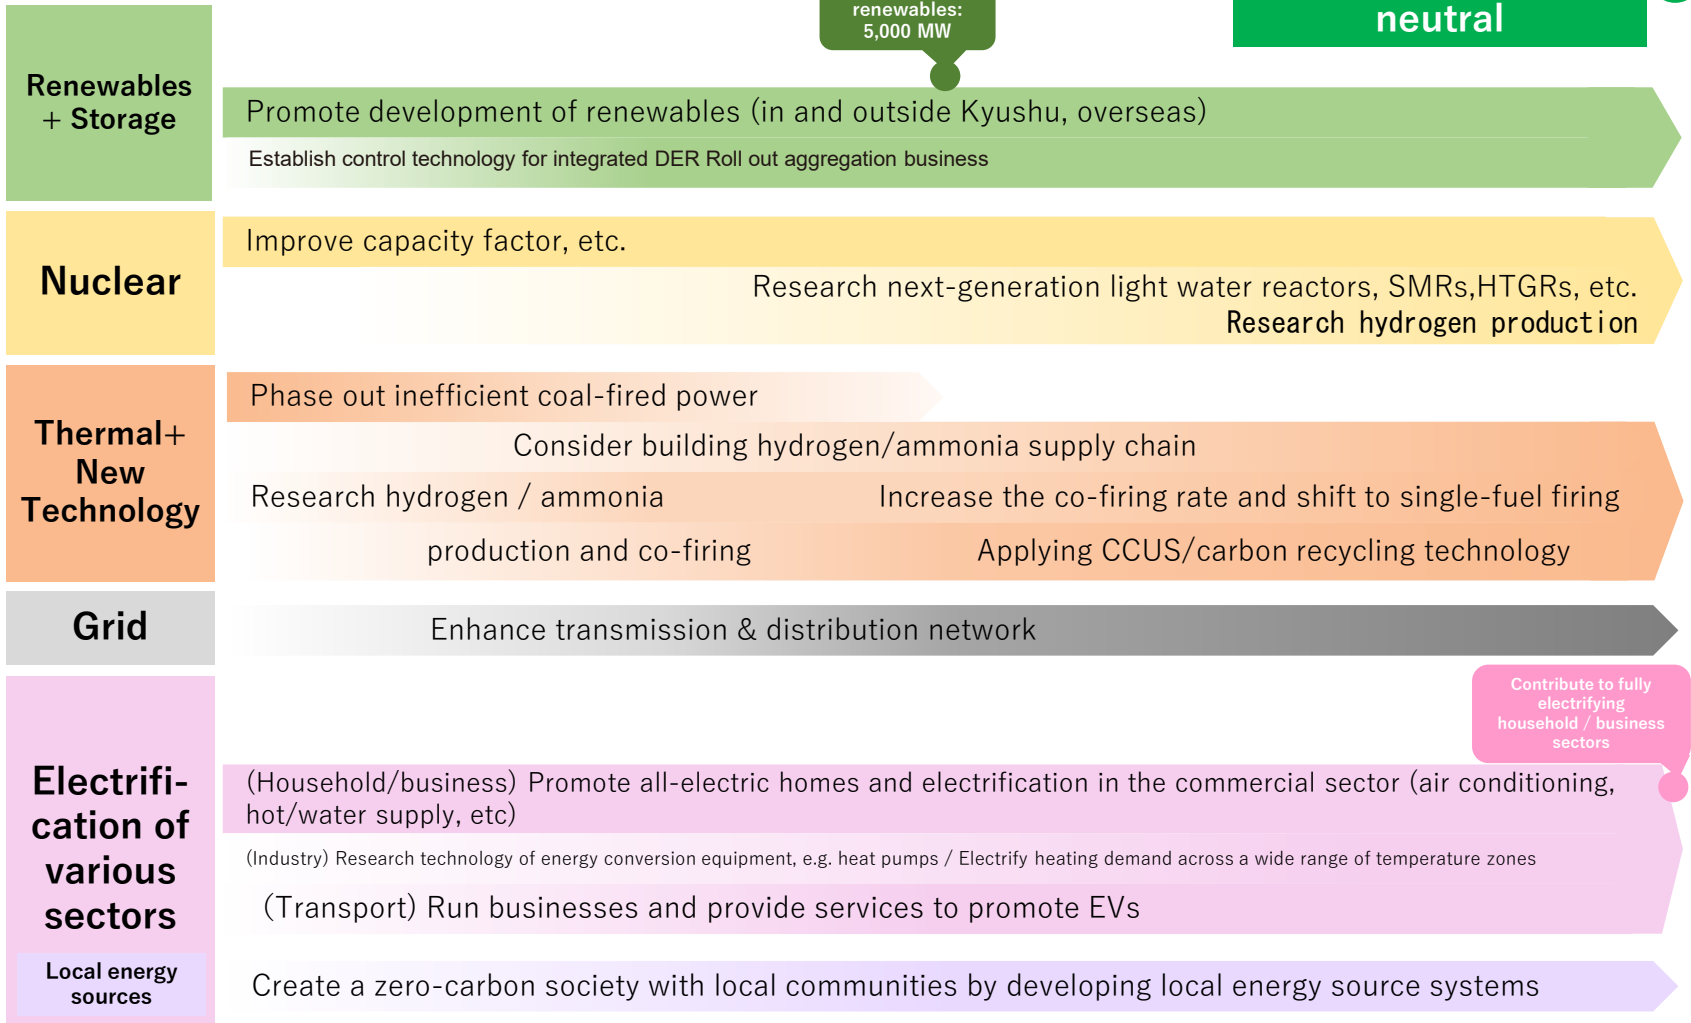 renewables:
5,000 MW
neutral
Renewables
+ Storage
Promote development of renewables (in and outside Kyushu, overseas)
Establish control technology for integrated DER Roll out aggregation business
Nuclear
Improve capacity factor, etc.
Research next-generation light water reactors, SMRs,HTGRs, etc.
Research hydrogen production
Thermal+
New
Technology
Phase out inefficient coal-fired power
Consider building hydrogen/ammonia supply chain
Research hydrogen / ammonia
Increase the co-firing rate and shift to single-fuel firing
production and co-firing
Applying CCUS/carbon recycling technology
Grid
Enhance transmission & distribution network
Contribute to fully
electrifying
household / business
sectors
Electrifi-
cation of
various
sectors
(Household/business) Promote all-electric homes and electrification in the commercial sector (air conditioning,
hot/water supply, etc)
(Industry) Research technology of energy conversion equipment, e.g. heat pumps / Electrify heating demand across a wide range of temperature zones
(Transport) Run businesses and provide services to promote EVs
Local energy
sources
Create a zero-carbon society with local communities by developing local energy source systems